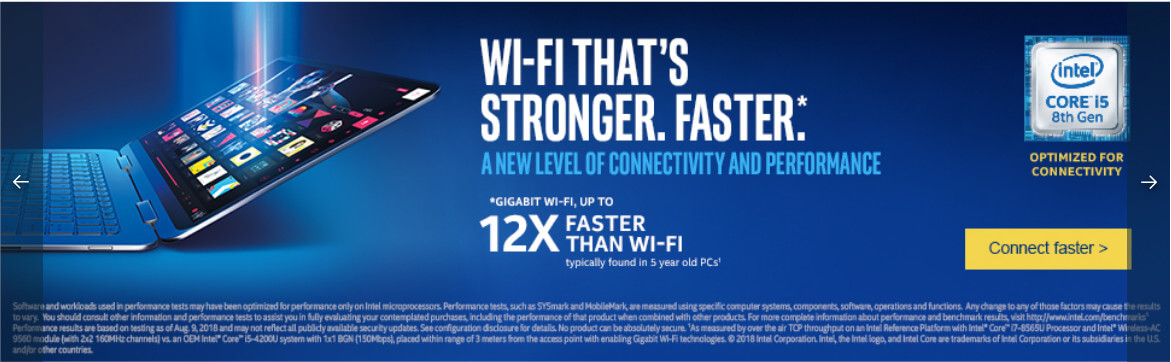 WI-FI THAT'S
STRONGER. FASTER.*
A NEW LEVEL OF CONNECTIVITY AND PERFORMANCE
*GIGABIT WI-FI, UP TO
12X FASTER
THAN WI-FI
typically found in 5 year old PCs¹
intel
CORE™ i5
8th Gen
OPTIMIZED FOR
CONNECTIVITY
Connect faster >
Software and workloads used in performance tests may have been optimized for performance only on Intel microprocessors. Performance tests, such as SYSmark and MobileMark, are measured using specific computer systems, components, software, operations and functions. Any change to any of those factors may cause the results
to vary. You should consult other information and performance tests to assist you in fully evaluating your contemplated purchases, including the performance of that product when combined with other products. For more complete information about performance and benchmark results, visit http://www.intel.com/benchmarks
Performance results are based on testing as of Aug. 9, 2018 and may not reflect all publicly available security updates. See configuration disclosure for details. No product can be absolutely secure. ¹As measured by over the air TCP throughput on an Intel Reference Platform with Intel® Core™ i7-8565U Processor and Intel® Wireless-AC
9560 module (with 2x2 160MHz channels) vs. an OEM Intel® Core™ i5-4200U system with 1x1 BGN (150Mbps), placed within range of 3 meters from the access point with enabling Gigabit Wi-Fi technologies. © 2018 Intel Corporation. Intel, the Intel logo, and Intel Core are trademarks of Intel Corporation or its subsidiaries in the U.S.
and/or other countries.